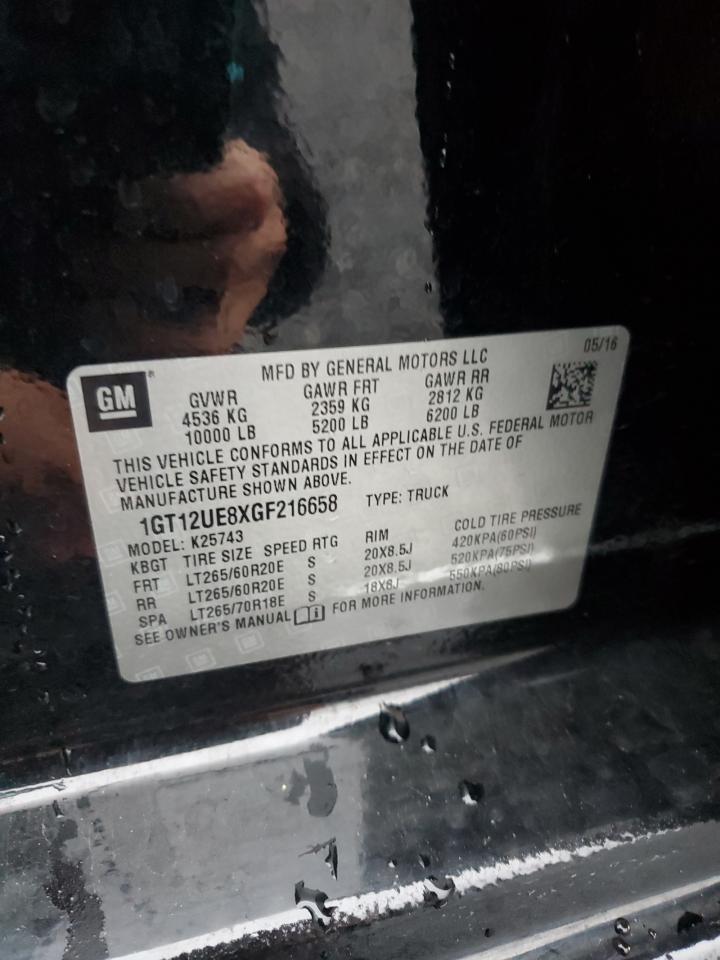 MFD BY GENERAL MOTORS LLC 05/16
GM
GVWR GAWR FRT GAWR RR
4536 KG 2359 KG 2812 KG
10000 LB 5200 LB 6200 LB
THIS VEHICLE CONFORMS TO ALL APPLICABLE U.S. FEDERAL MOTOR
VEHICLE SAFETY STANDARDS IN EFFECT ON THE DATE OF
MANUFACTURE SHOWN ABOVE.
1GT12UE8XGF216658 TYPE: TRUCK
MODEL: K25743
KBGT TIRE SIZE SPEED RTG RIM COLD TIRE PRESSURE
FRT LT265/60R20E S 20X8.5J 420KPA(60PSI)
RR LT265/60R20E S 20X8.5J 520KPA(75PSI)
SPA LT265/70R18E S 18X8J 550KPA(80PSI)
SEE OWNER'S MANUAL i FOR MORE INFORMATION.